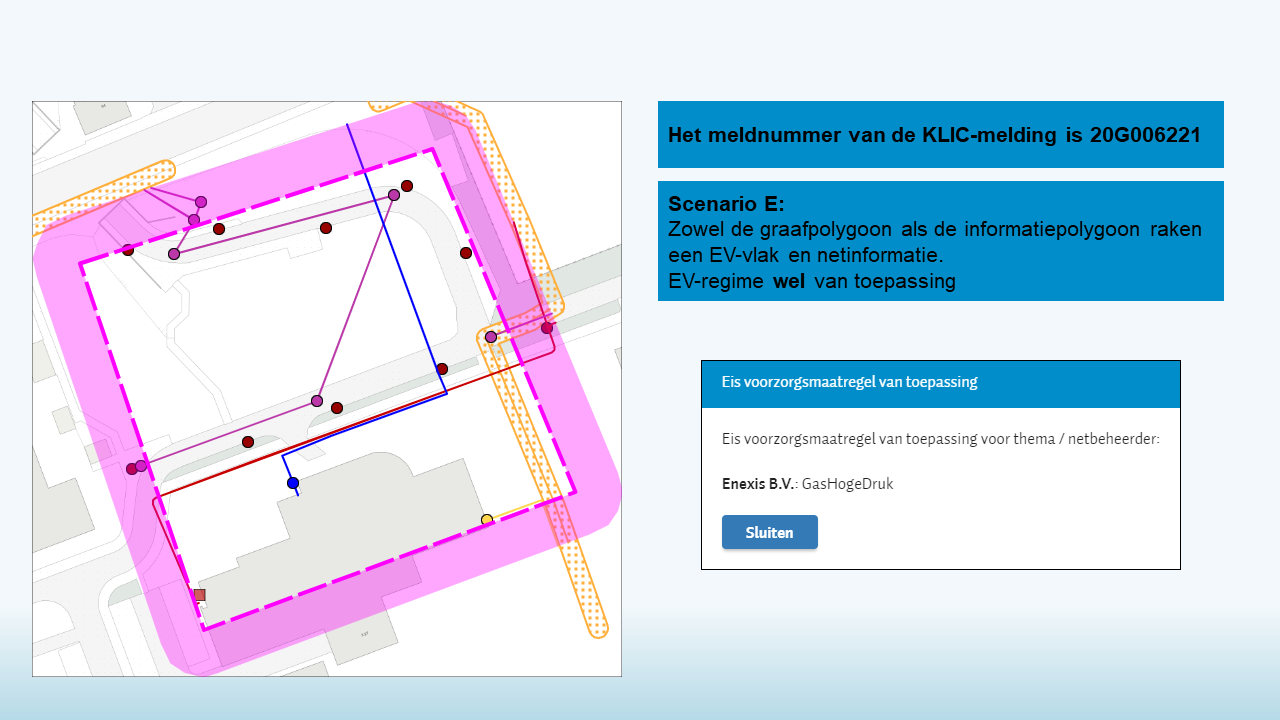 Het meldnummer van de KLIC-melding is 20G006221
Scenario E:
Zowel de graafpolygoon als de informatiepolygoon raken
een EV-vlak en netinformatie.
EV-regime wel van toepassing
Eis voorzorgsmaatregel van toepassing
Eis voorzorgsmaatregel van toepassing voor thema / netbeheerder:
Enexis B.V.: GasHogeDruk
Sluiten